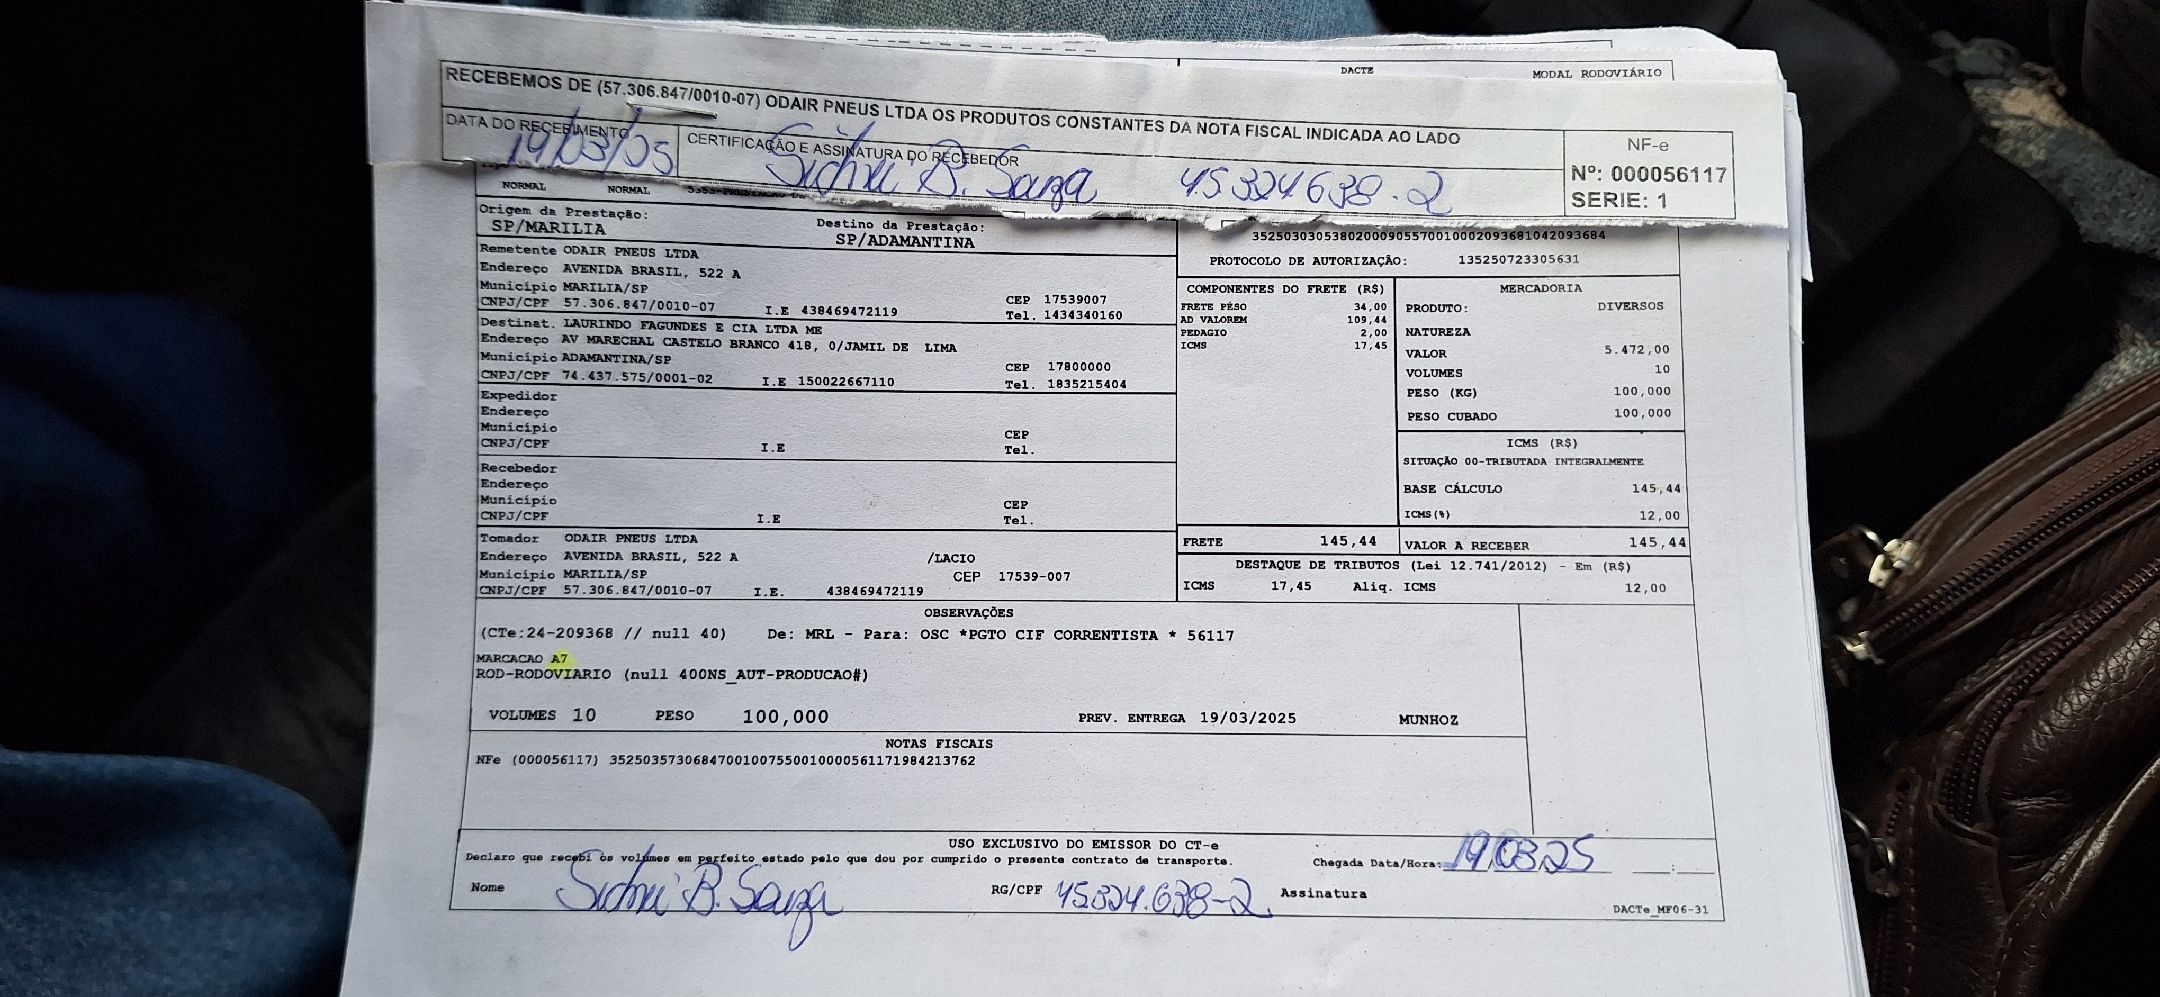 DACTE
MODAL RODOVIÁRIO
RECEBEMOS DE (57.306.847/0010-07) ODAIR PNEUS LTDA OS PRODUTOS CONSTANTES DA NOTA FISCAL INDICADA AO LADO
DATA DO RECEBIMENTO
19/03/25
CERTIFICAÇÃO E ASSINATURA DO RECEBEDOR
Sidnei B. Souza 45324.638-2
NF-e
Nº: 000056117
SERIE: 1
NORMAL NORMAL
Origem da Prestação:
SP/MARILIA
Destino da Prestação:
SP/ADAMANTINA
Remetente ODAIR PNEUS LTDA
Endereço AVENIDA BRASIL, 522 A
Município MARILIA/SP CEP 17539007
CNPJ/CPF 57.306.847/0010-07 I.E 438469472119 Tel. 1434340160
Destinat. LAURINDO FAGUNDES E CIA LTDA ME
Endereço AV MARECHAL CASTELO BRANCO 418, 0/JAMIL DE LIMA
Município ADAMANTINA/SP CEP 17800000
CNPJ/CPF 74.437.575/0001-02 I.E 150022667110 Tel. 1835215404
Expedidor
Endereço
Município CEP
CNPJ/CPF I.E Tel.
Recebedor
Endereço
Município CEP
CNPJ/CPF I.E Tel.
Tomador ODAIR PNEUS LTDA
Endereço AVENIDA BRASIL, 522 A /LACIO
Município MARILIA/SP CEP 17539-007
CNPJ/CPF 57.306.847/0010-07 I.E. 438469472119
35250303053802000905570010002093681042093684
PROTOCOLO DE AUTORIZAÇÃO: 135250723305631
COMPONENTES DO FRETE (R$)
FRETE PESO 34,00
AD VALOREM 109,44
PEDAGIO 2,00
ICMS 17,45
MERCADORIA
PRODUTO: DIVERSOS
NATUREZA
VALOR 5.472,00
VOLUMES 10
PESO (KG) 100,000
PESO CUBADO 100,000
ICMS (R$)
SITUAÇÃO 00-TRIBUTADA INTEGRALMENTE
BASE CÁLCULO 145,44
ICMS(%) 12,00
FRETE 145,44
VALOR A RECEBER 145,44
DESTAQUE DE TRIBUTOS (Lei 12.741/2012) - Em (R$)
ICMS 17,45 Aliq. ICMS 12,00
OBSERVAÇÕES
(CTe:24-209368 // null 40) De: MRL - Para: OSC *PGTO CIF CORRENTISTA * 56117
MARCACAO A7
ROD-RODOVIARIO (null 400NS_AUT-PRODUCAO#)
VOLUMES 10 PESO 100,000 PREV. ENTREGA 19/03/2025 MUNHOZ
NOTAS FISCAIS
NFe (000056117) 35250357306847001007550010000561171984213762
USO EXCLUSIVO DO EMISSOR DO CT-e
Declaro que recebi os volumes em perfeito estado pelo que dou por cumprido o presente contrato de transporte.
Chegada Data/Hora: 19.03.25 __:__
Nome Sidnei B. Souza RG/CPF 45324.638-2 Assinatura
DACTe_MF06-31